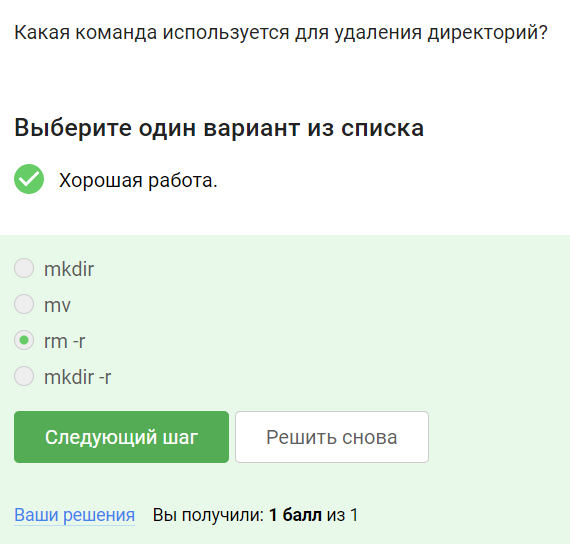 Какая команда используется для удаления директорий?
Выберите один вариант из списка
Хорошая работа.
mkdir
mv
rm -r
mkdir -r
Следующий шаг Решить снова
Ваши решения Вы получили: 1 балл из 1